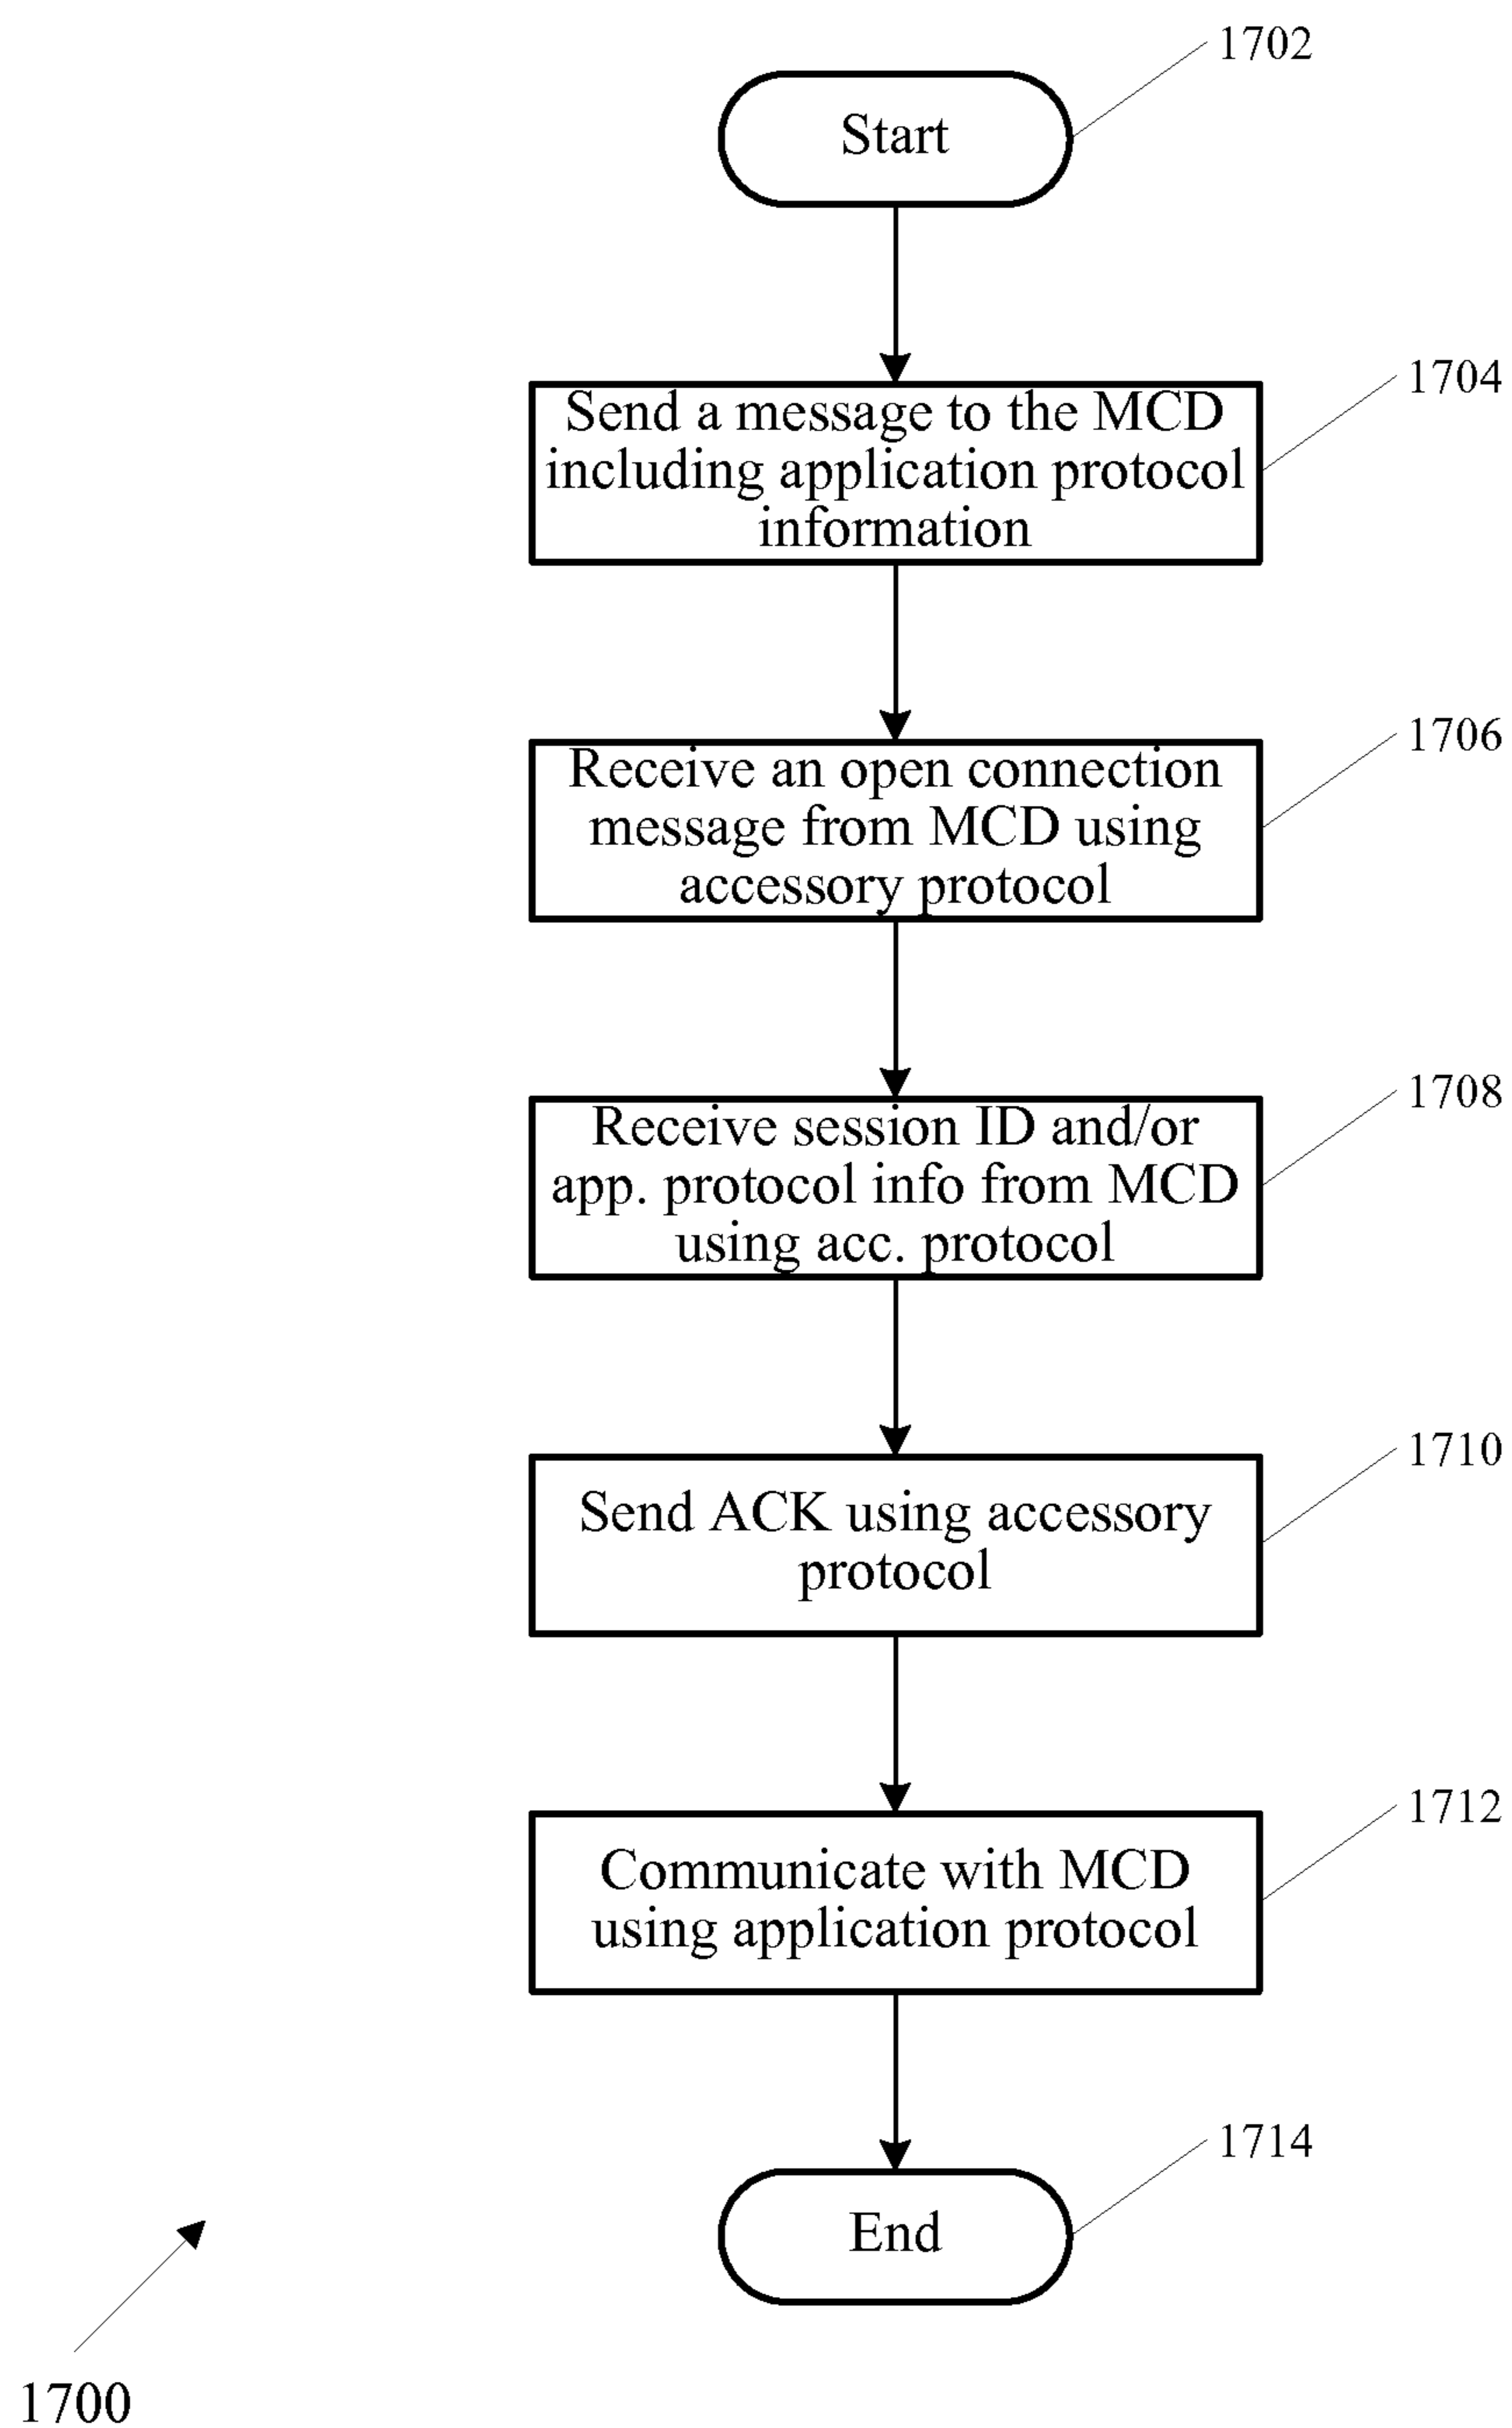 1702
Start
1704
Send a message to the MCD
including application protocol
information
1706
Receive an open connection
message from MCD using
accessory protocol
1708
Receive session ID and/or
app. protocol info from MCD
using acc. protocol
1710
Send ACK using accessory
protocol
1712
Communicate with MCD
using application protocol
1714
End
1700